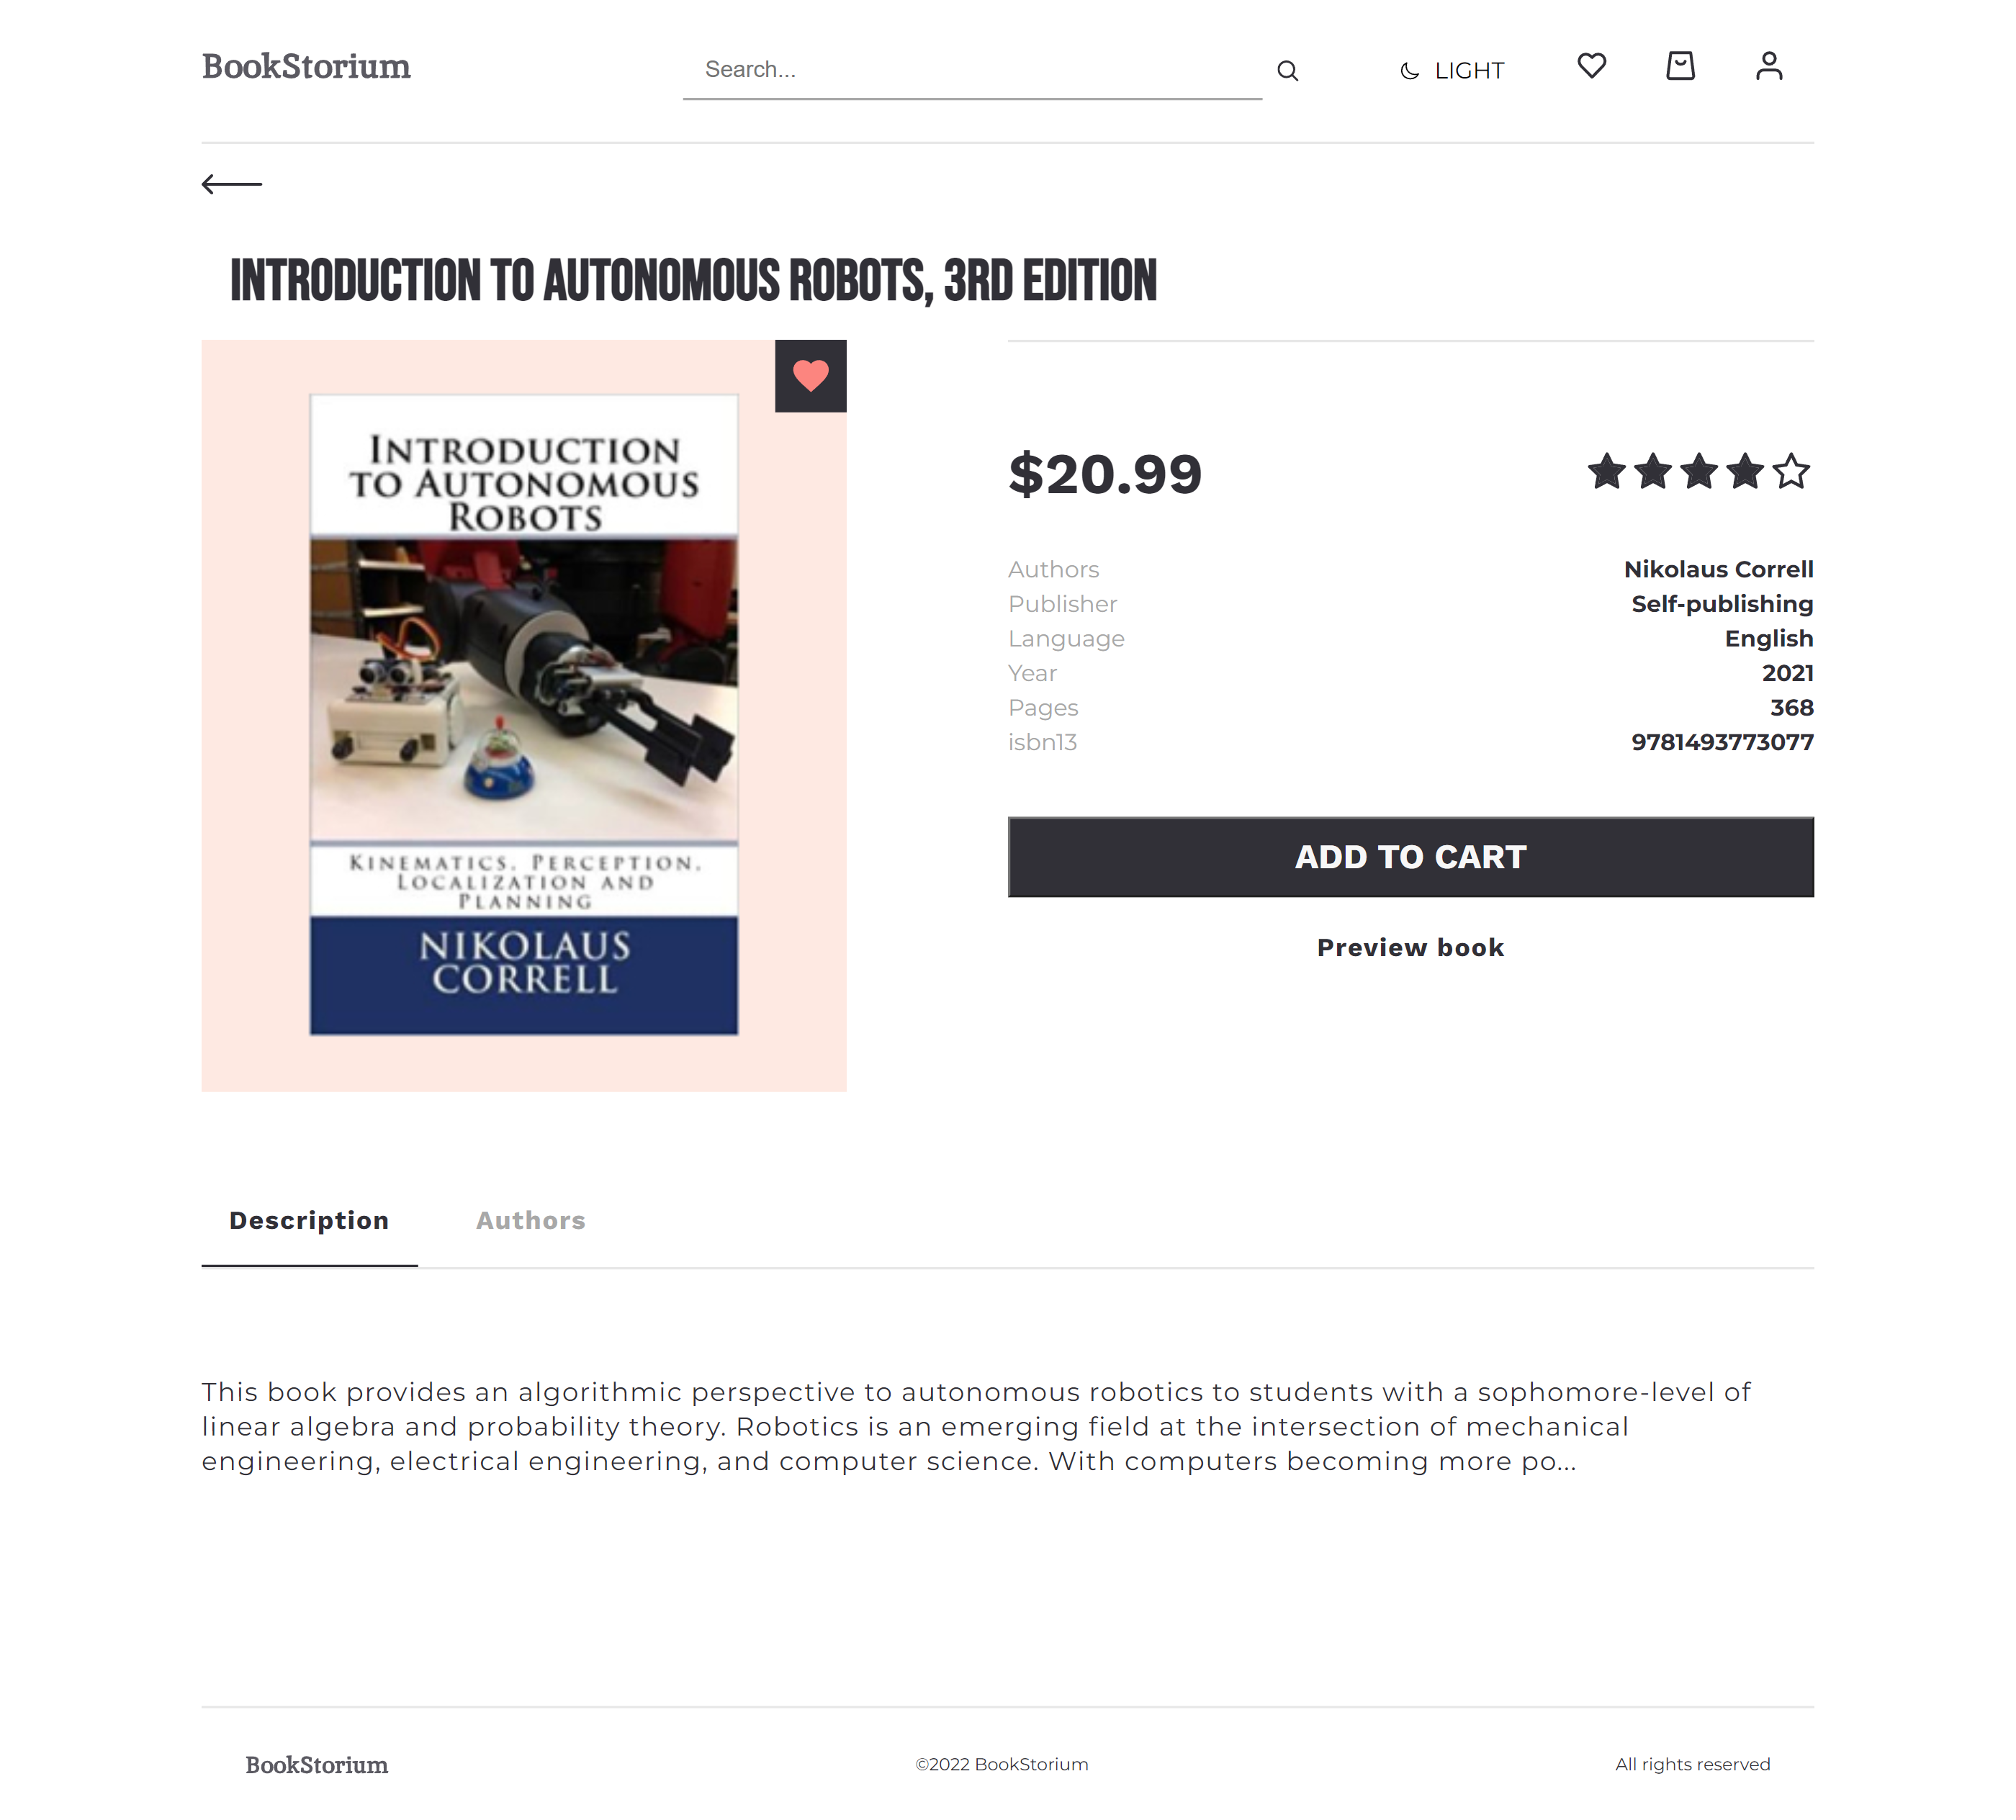 BookStorium
Search...
LIGHT
INTRODUCTION TO AUTONOMOUS ROBOTS, 3RD EDITION
INTRODUCTION
TO AUTONOMOUS
ROBOTS
KINEMATICS, PERCEPTION,
LOCALIZATION AND
PLANNING
NIKOLAUS
CORRELL
$20.99
Authors Nikolaus Correll
Publisher Self-publishing
Language English
Year 2021
Pages 368
isbn13 9781493773077
ADD TO CART
Preview book
Description Authors
This book provides an algorithmic perspective to autonomous robotics to students with a sophomore-level of
linear algebra and probability theory. Robotics is an emerging field at the intersection of mechanical
engineering, electrical engineering, and computer science. With computers becoming more po...
BookStorium ©2022 BookStorium All rights reserved